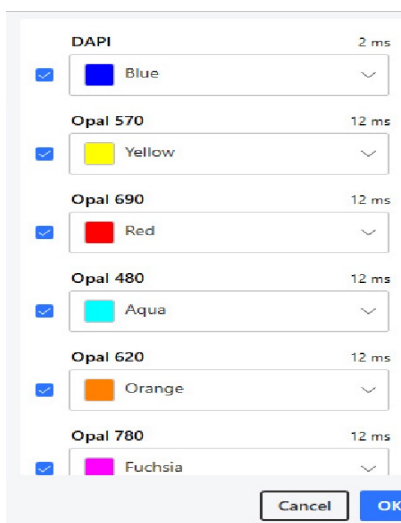 DAPI 2 ms
Blue
Opal 570 12 ms
Yellow
Opal 690 12 ms
Red
Opal 480 12 ms
Aqua
Opal 620 12 ms
Orange
Opal 780 12 ms
Fuchsia
Cancel OK